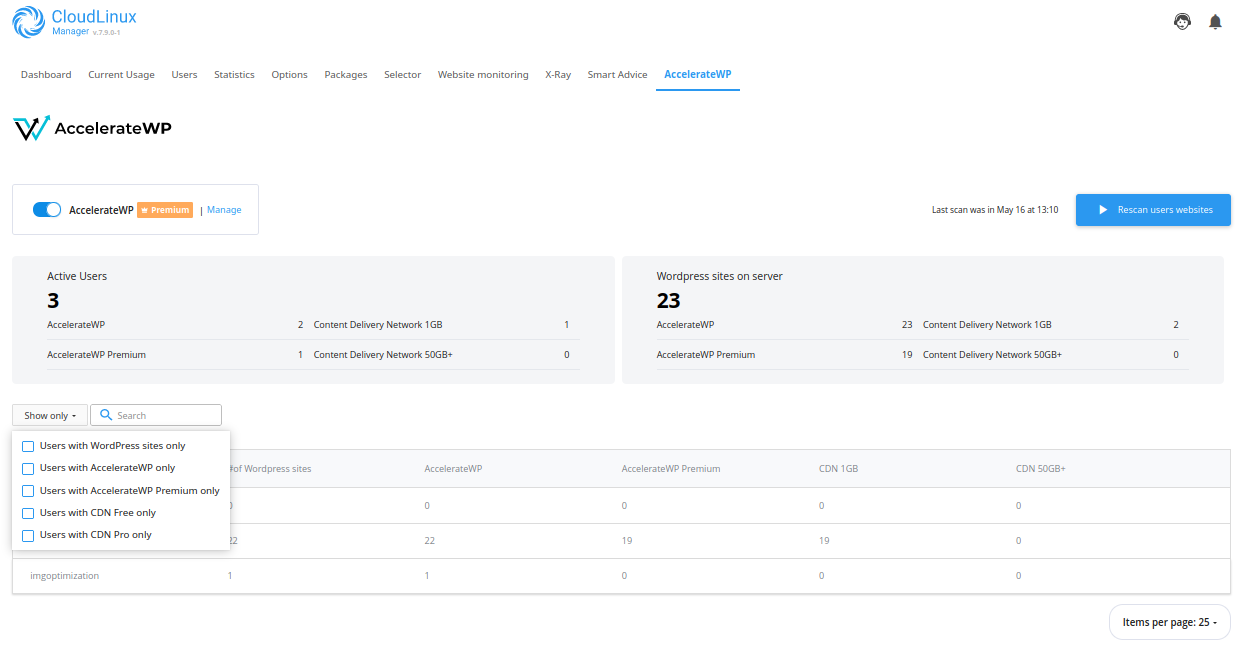 CloudLinux
Manager v.7.9.0-1
Dashboard Current Usage Users Statistics Options Packages Selector Website monitoring X-Ray Smart Advice AccelerateWP
AccelerateWP
AccelerateWP Premium | Manage
Last scan was in May 16 at 13:10
Rescan users websites
Active Users
3
AccelerateWP 2 Content Delivery Network 1GB 1
AccelerateWP Premium 1 Content Delivery Network 50GB+ 0
Wordpress sites on server
23
AccelerateWP 23 Content Delivery Network 1GB 2
AccelerateWP Premium 19 Content Delivery Network 50GB+ 0
Show only Search
Users with WordPress sites only
Users with AccelerateWP only
Users with AccelerateWP Premium only
Users with CDN Free only
Users with CDN Pro only
#of Wordpress sites AccelerateWP AccelerateWP Premium CDN 1GB CDN 50GB+
0 0 0 0 0
22 22 19 19 0
imgoptimization 1 1 0 0 0
Items per page: 25